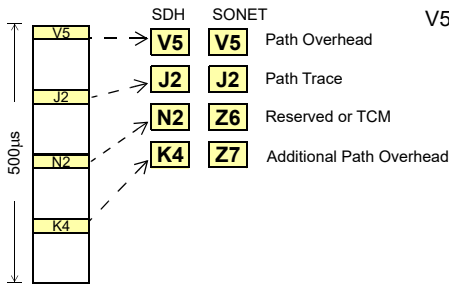 SDH SONET V5
V5 V5 V5 Path Overhead
J2 J2 J2 Path Trace
N2 N2 Z6 Reserved or TCM
K4 K4 Z7 Additional Path Overhead
500µs